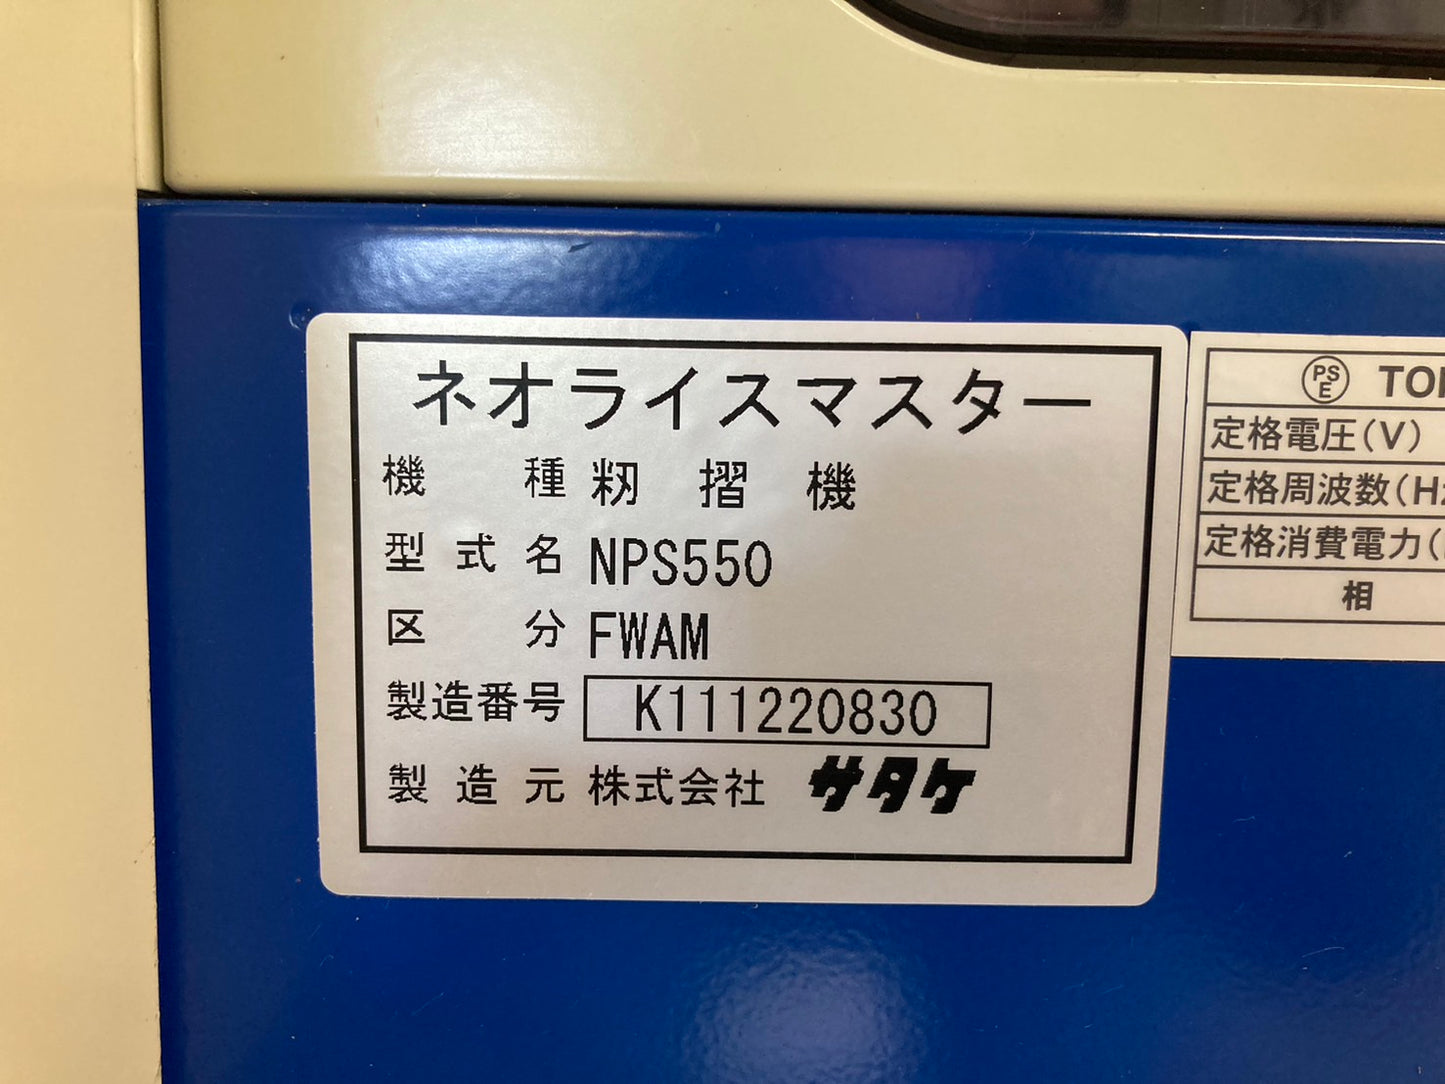 ネオライスマスター
機種 籾摺機
型式名 NPS550
区分 FWAM
製造番号 K111220830
製造元 株式会社 サタケ
PSE
定格電圧(V)
定格周波数(Hz
定格消費電力(
相